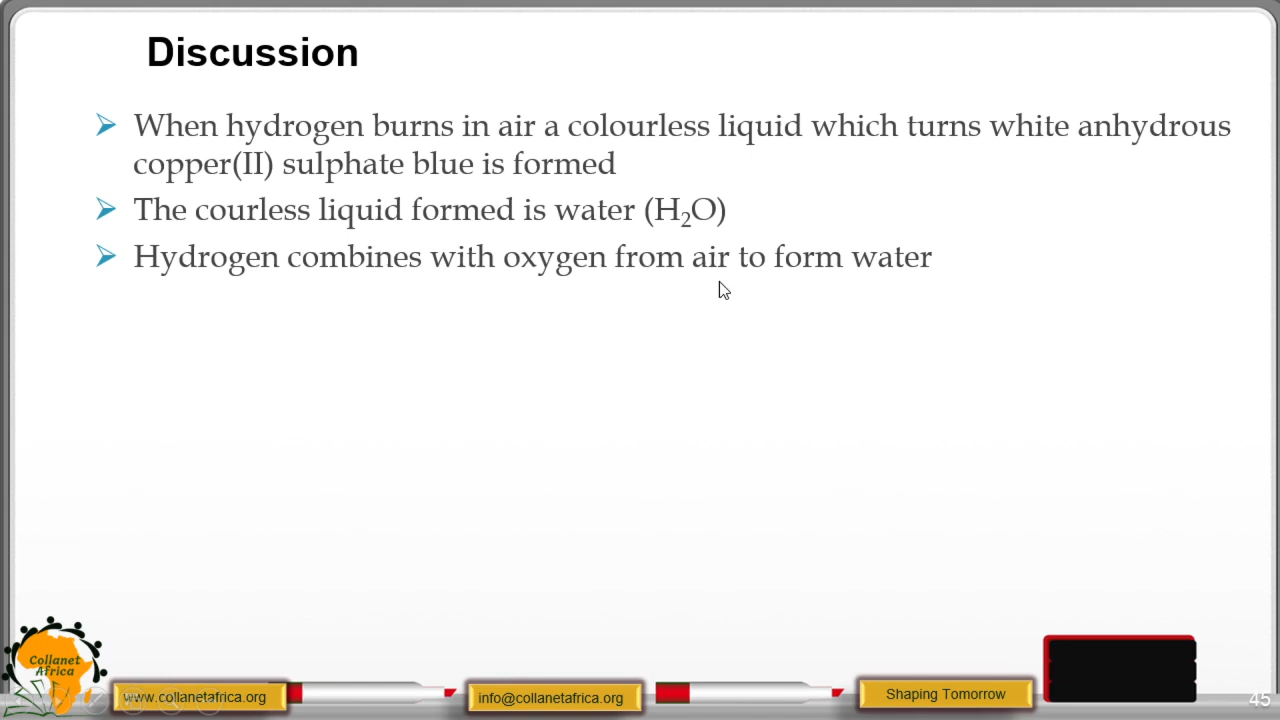 Discussion
When hydrogen burns in air a colourless liquid which turns white anhydrous
copper(II) sulphate blue is formed
The courless liquid formed is water (H₂O)
Hydrogen combines with oxygen from air to form water
Collanet
Africa
www.collanetafrica.org
info@collanetafrica.org
Shaping Tomorrow
45